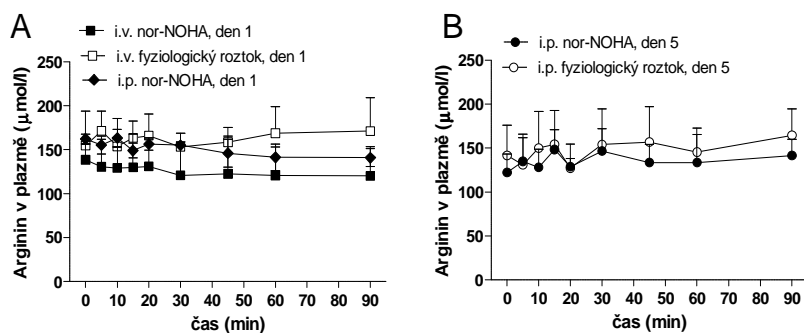 A
i.v. nor-NOHA, den 1
i.v. fyziologický roztok, den 1
i.p. nor-NOHA, den 1
Arginin v plazmě (µmol/l)
250
200
150
100
50
0
0 10 20 30 40 50 60 70 80 90
čas (min)
B
i.p. nor-NOHA, den 5
i.p. fyziologický roztok, den 5
Arginin v plazmě (µmol/l)
250
200
150
100
50
0
0 10 20 30 40 50 60 70 80 90
čas (min)